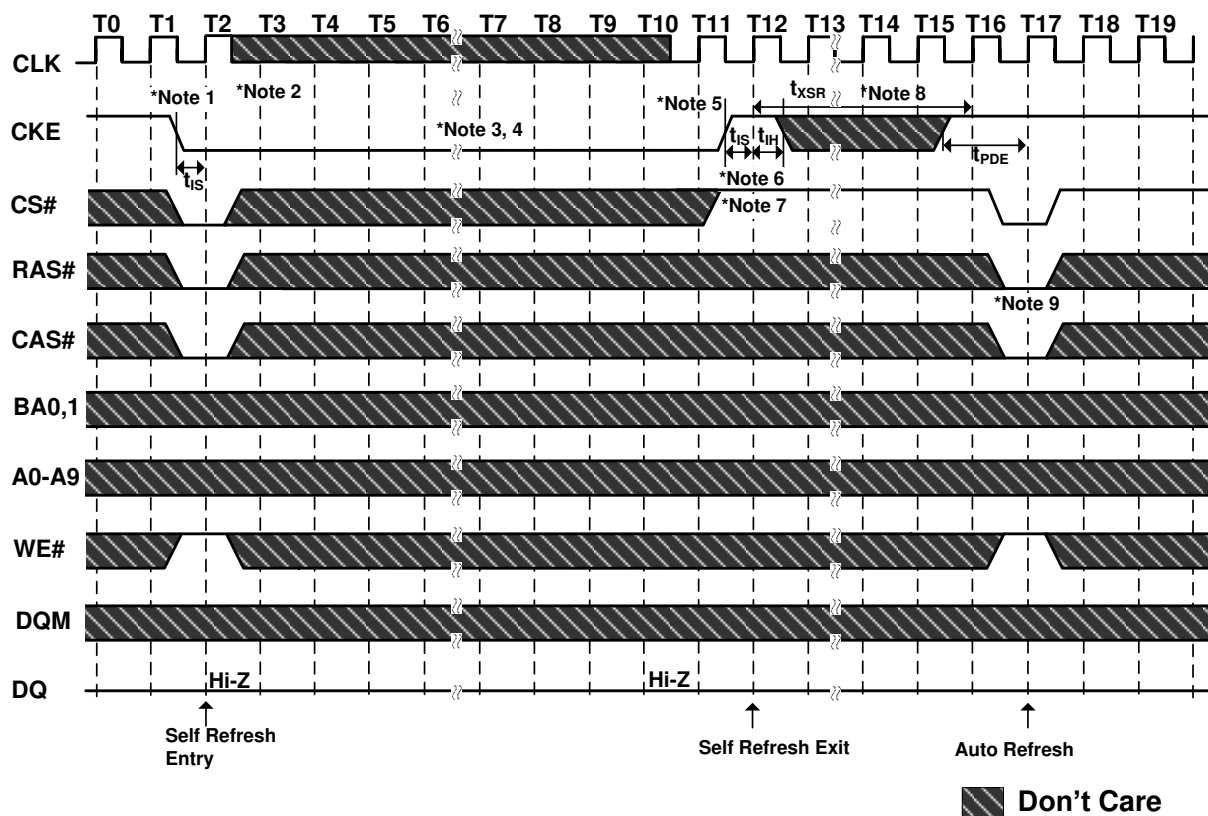 T0 T1 T2 T3 T4 T5 T6 T7 T8 T9 T10 T11 T12 T13 T14 T15 T16 T17 T18 T19
CLK
*Note 1 *Note 2 *Note 5 tXSR *Note 8
CKE
*Note 3, 4 tIS tIH tPDE
tIS *Note 6
CS# *Note 7
RAS#
*Note 9
CAS#
BA0,1
A0-A9
WE#
DQM
Hi-Z Hi-Z
DQ
Self Refresh
Entry
Self Refresh Exit
Auto Refresh
Don't Care